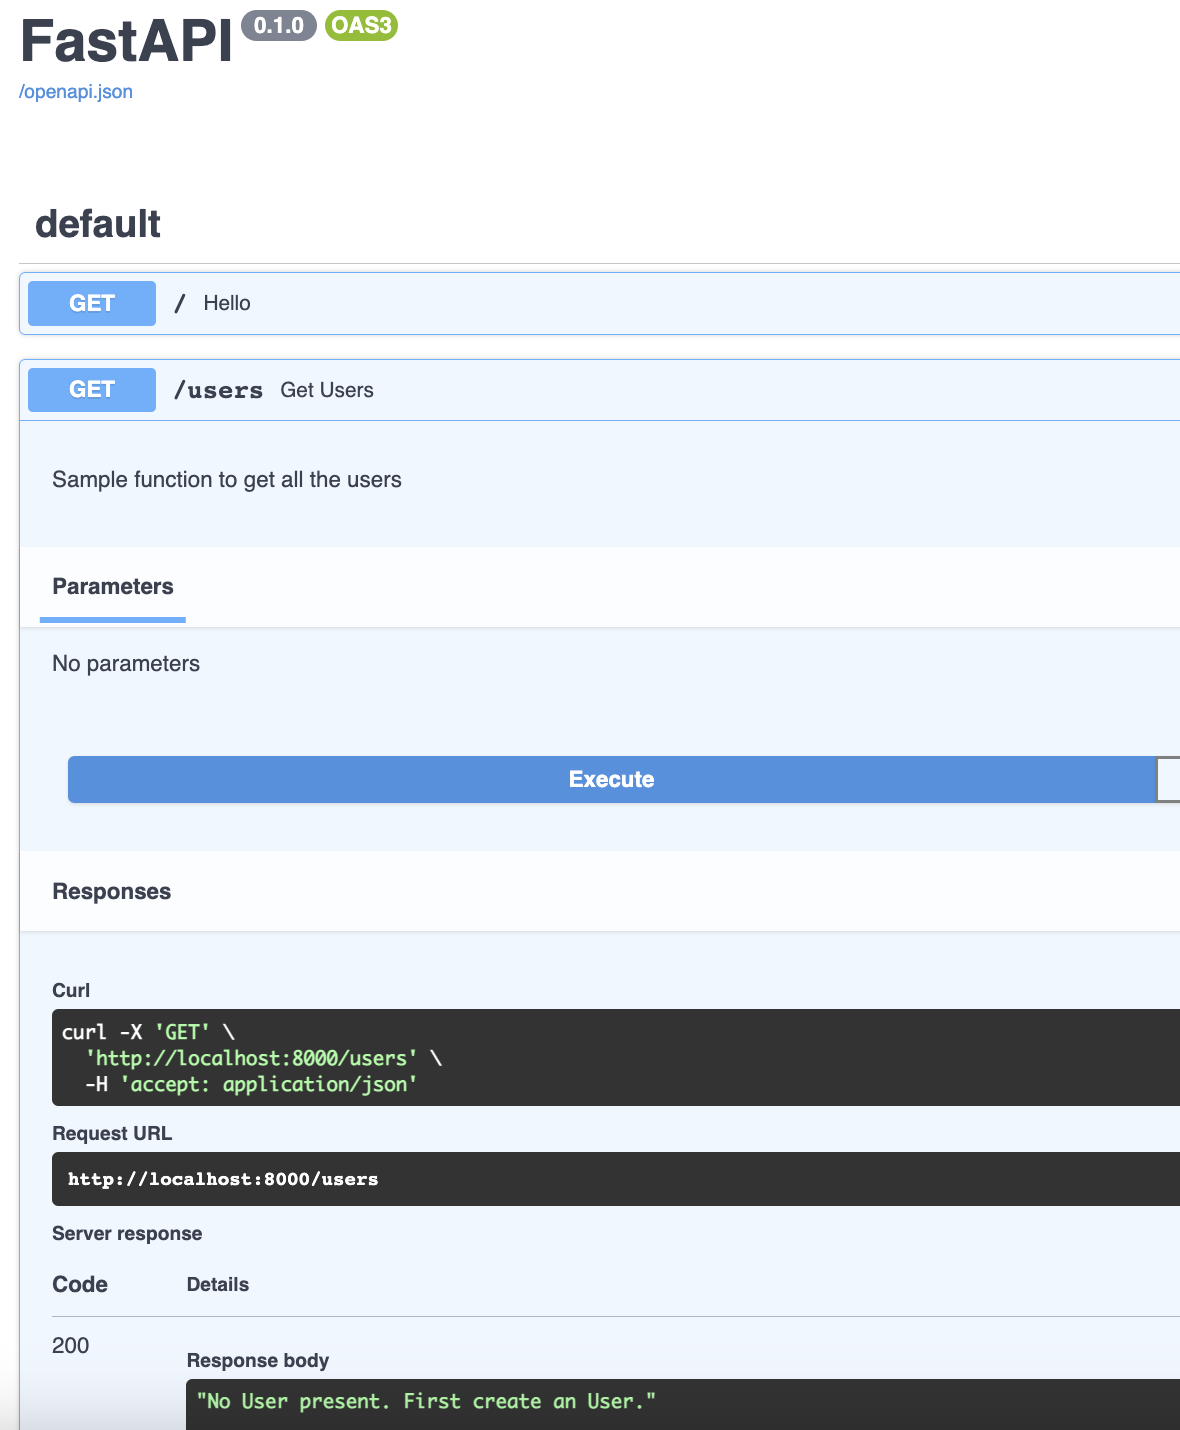 FastAPI 0.1.0 OAS3
/openapi.json
default
GET / Hello
GET /users Get Users
Sample function to get all the users
Parameters
No parameters
Execute
Responses
Curl
curl -X 'GET' \
  'http://localhost:8000/users' \
  -H 'accept: application/json'
Request URL
http://localhost:8000/users
Server response
Code Details
200
Response body
"No User present. First create an User."